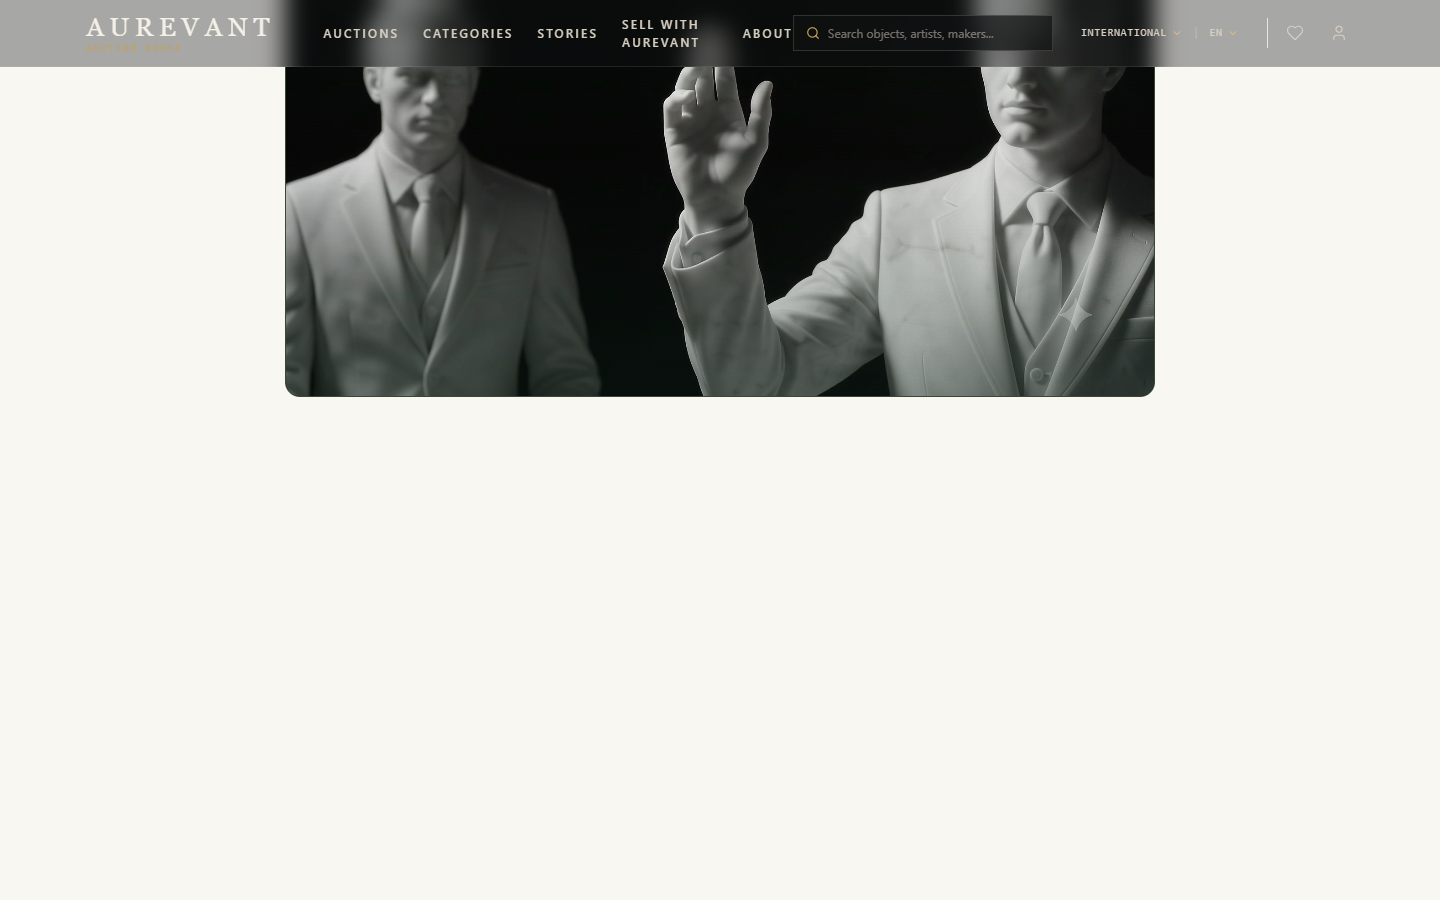 AUREVANT
AUCTIONS
CATEGORIES
STORIES
SELL WITH
AUREVANT
ABOUT
Search objects, artists, makers...
INTERNATIONAL
EN